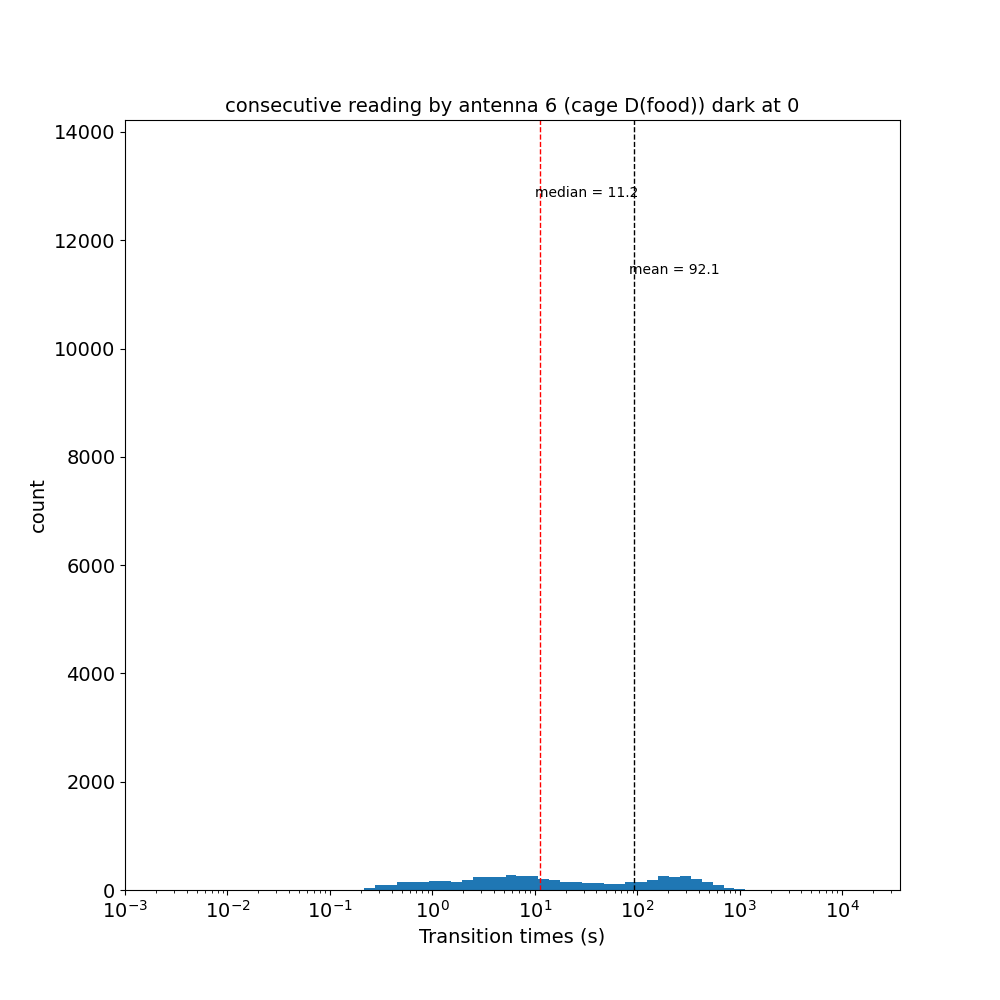 consecutive reading by antenna 6 (cage D(food)) dark at 0
14000
median = 11.2
12000
mean = 92.1
10000
8000
count
6000
4000
2000
0
10⁻³ 10⁻² 10⁻¹ 10⁰ 10¹ 10² 10³ 10⁴
Transition times (s)